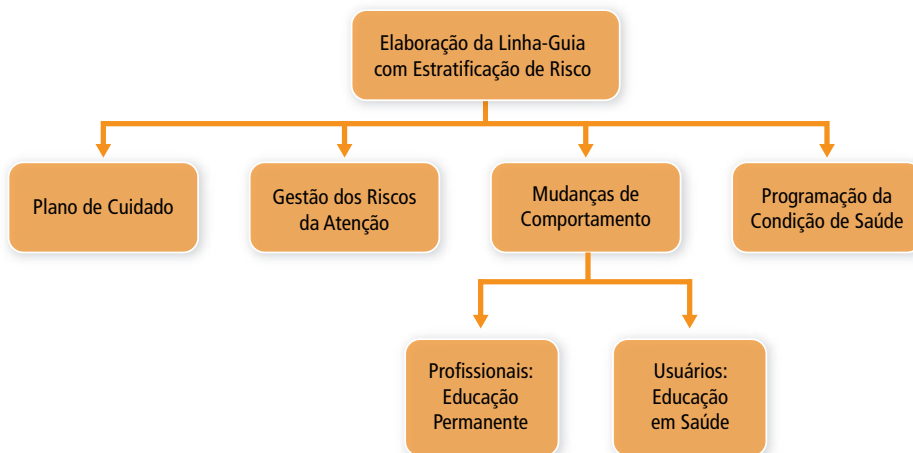 Elaboração da Linha-Guia
com Estratificação de Risco
Plano de Cuidado
Gestão dos Riscos
da Atenção
Mudanças de
Comportamento
Programação da
Condição de Saúde
Profissionais:
Educação
Permanente
Usuários:
Educação
em Saúde